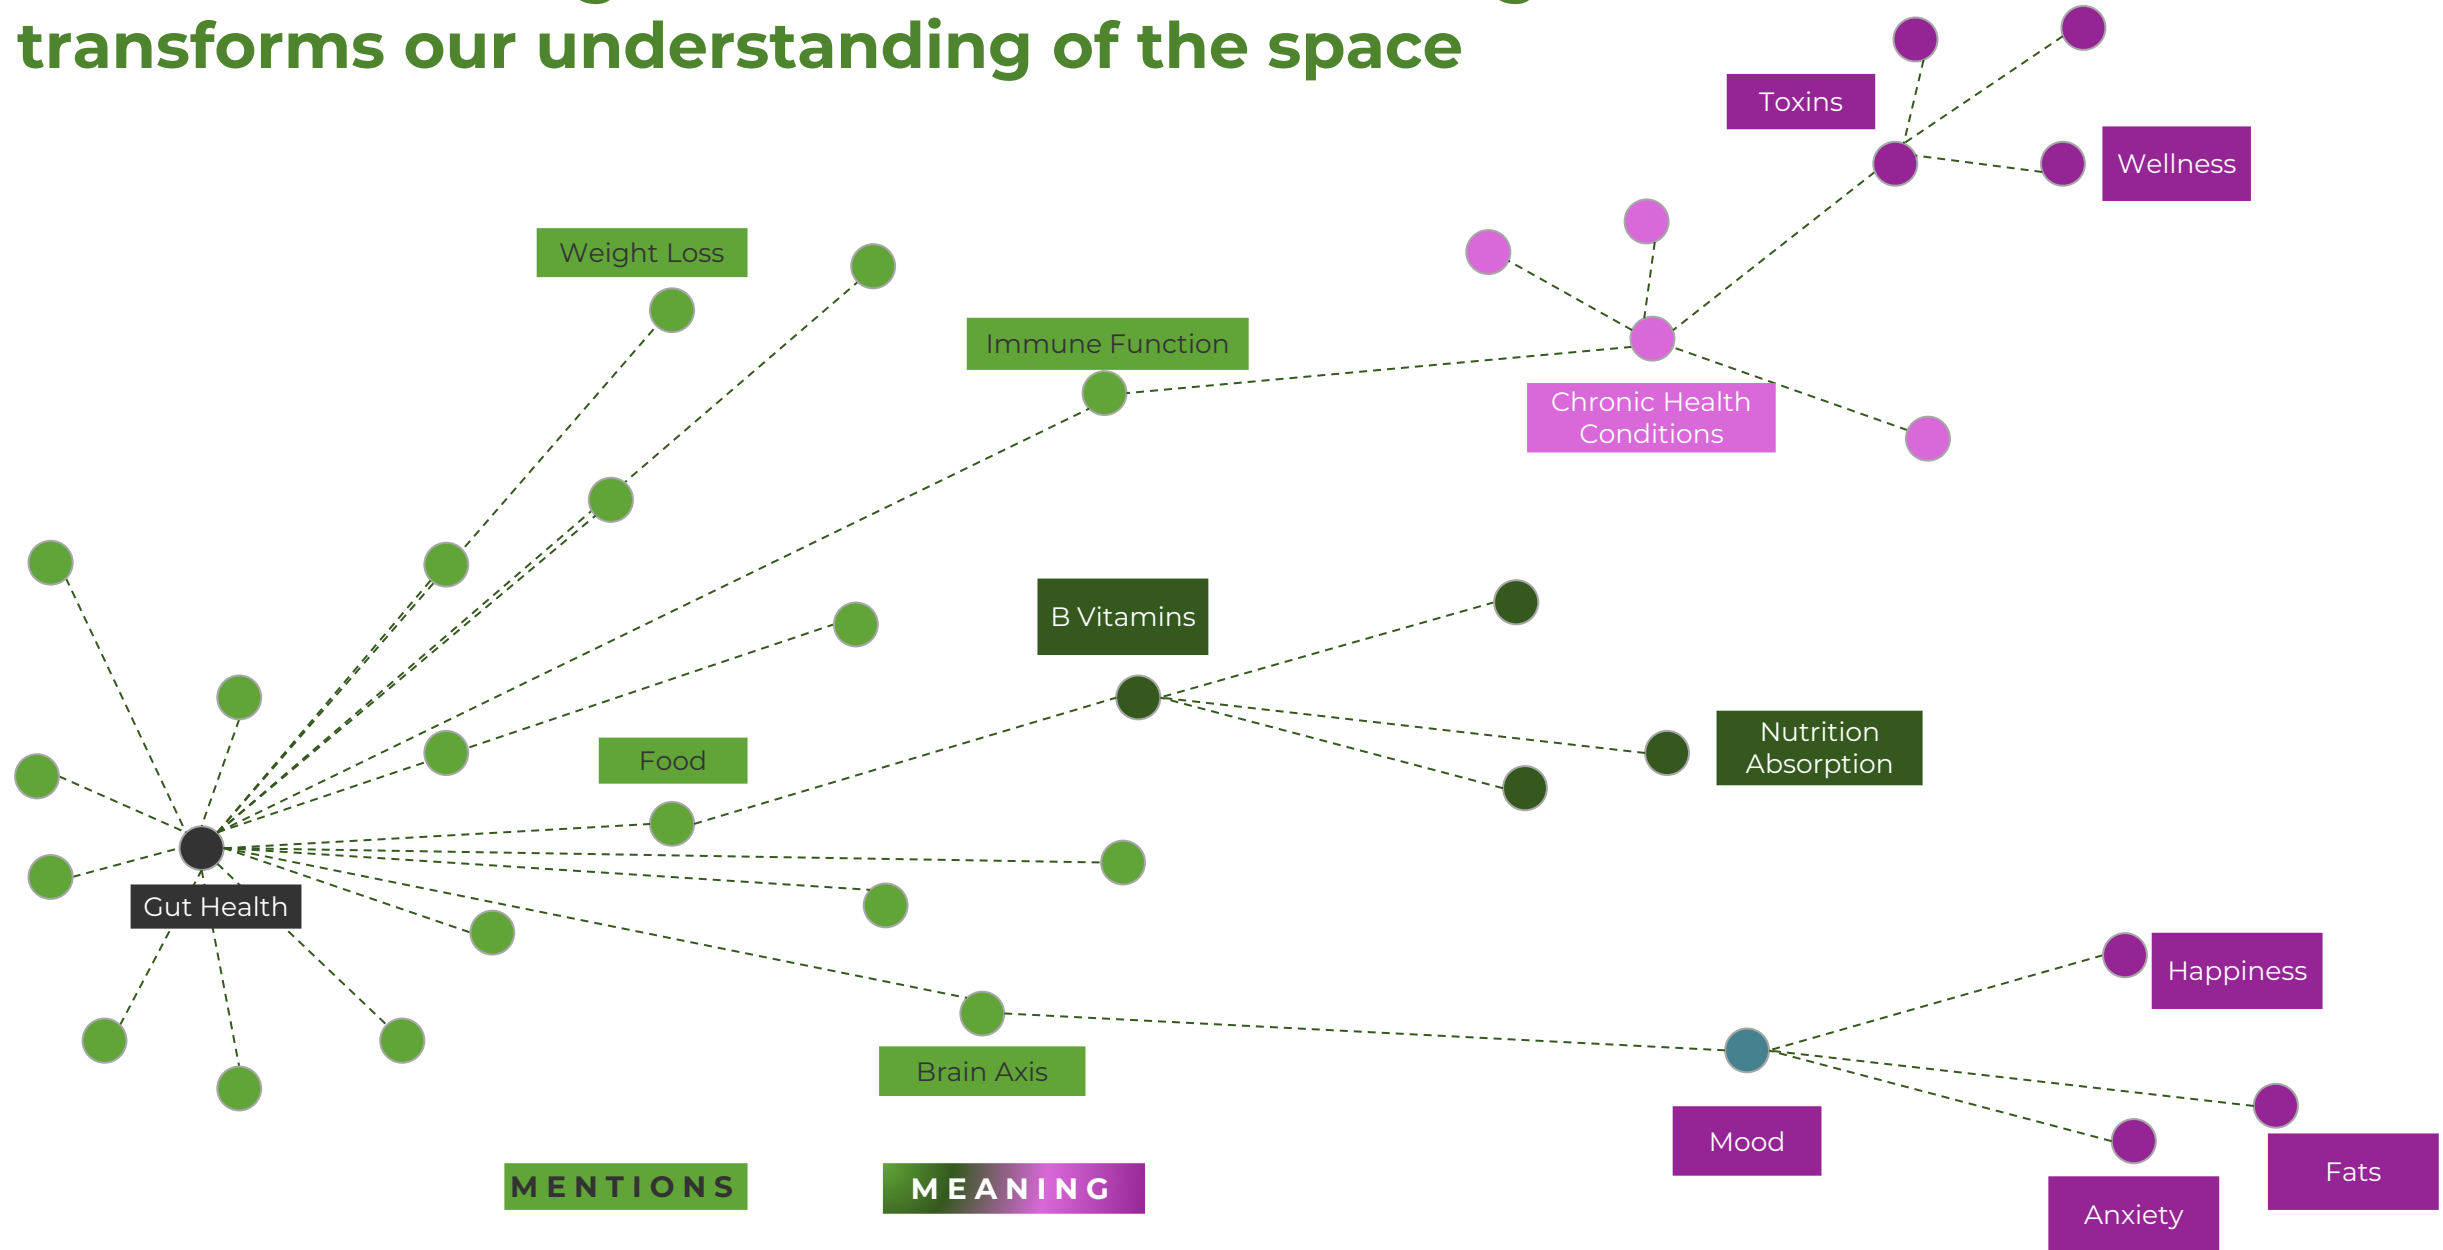 transforms our understanding of the space
Toxins
Wellness
Weight Loss
Immune Function
Chronic Health
Conditions
B Vitamins
Nutrition
Absorption
Food
Gut Health
Happiness
Brain Axis
Mood
Fats
Anxiety
MENTIONS
MEANING